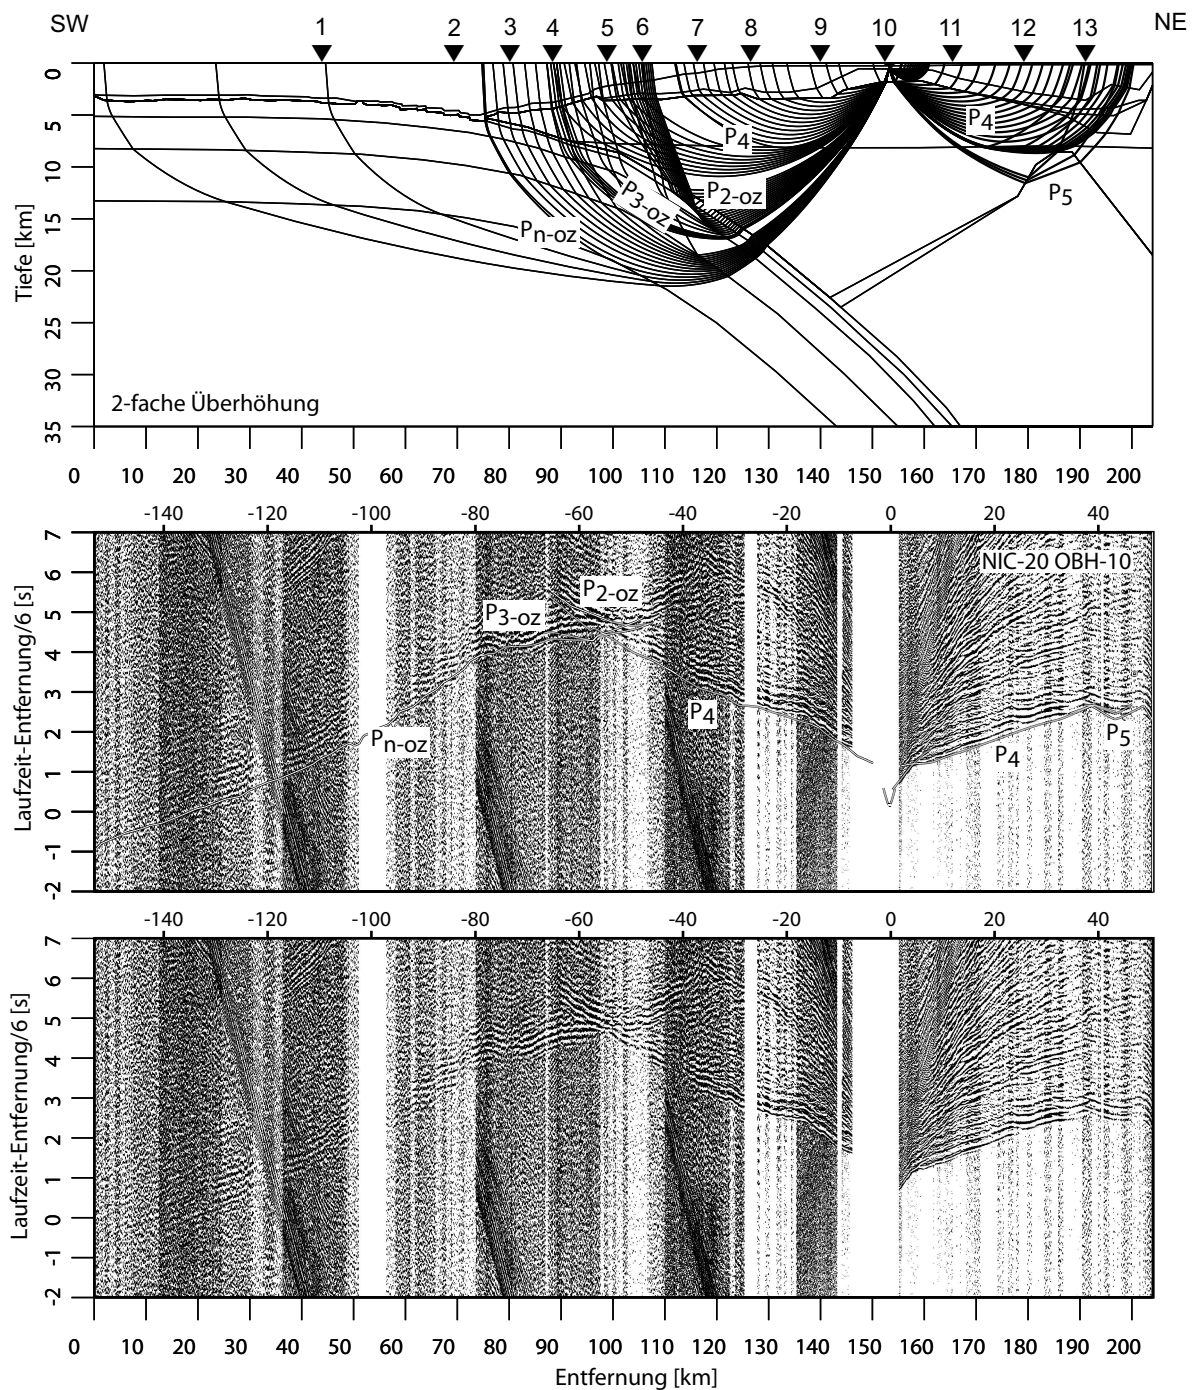 SW 1 2 3 4 5 6 7 8 9 10 11 12 13 NE
0
5
10
15
20
25
30
35
Tiefe [km]
P4
P4
P2-oz
P3-oz
P5
Pn-oz
2-fache Überhöhung
0 10 20 30 40 50 60 70 80 90 100 110 120 130 140 150 160 170 180 190 200
-140 -120 -100 -80 -60 -40 -20 0 20 40
7
6
5
4
3
2
1
0
-1
-2
Laufzeit-Entfernung/6 [s]
NIC-20 OBH-10
P2-oz
P3-oz
P4
Pn-oz
P5
P4
-140 -120 -100 -80 -60 -40 -20 0 20 40
7
6
5
4
3
2
1
0
-1
-2
Laufzeit-Entfernung/6 [s]
0 10 20 30 40 50 60 70 80 90 100 110 120 130 140 150 160 170 180 190 200
Entfernung [km]